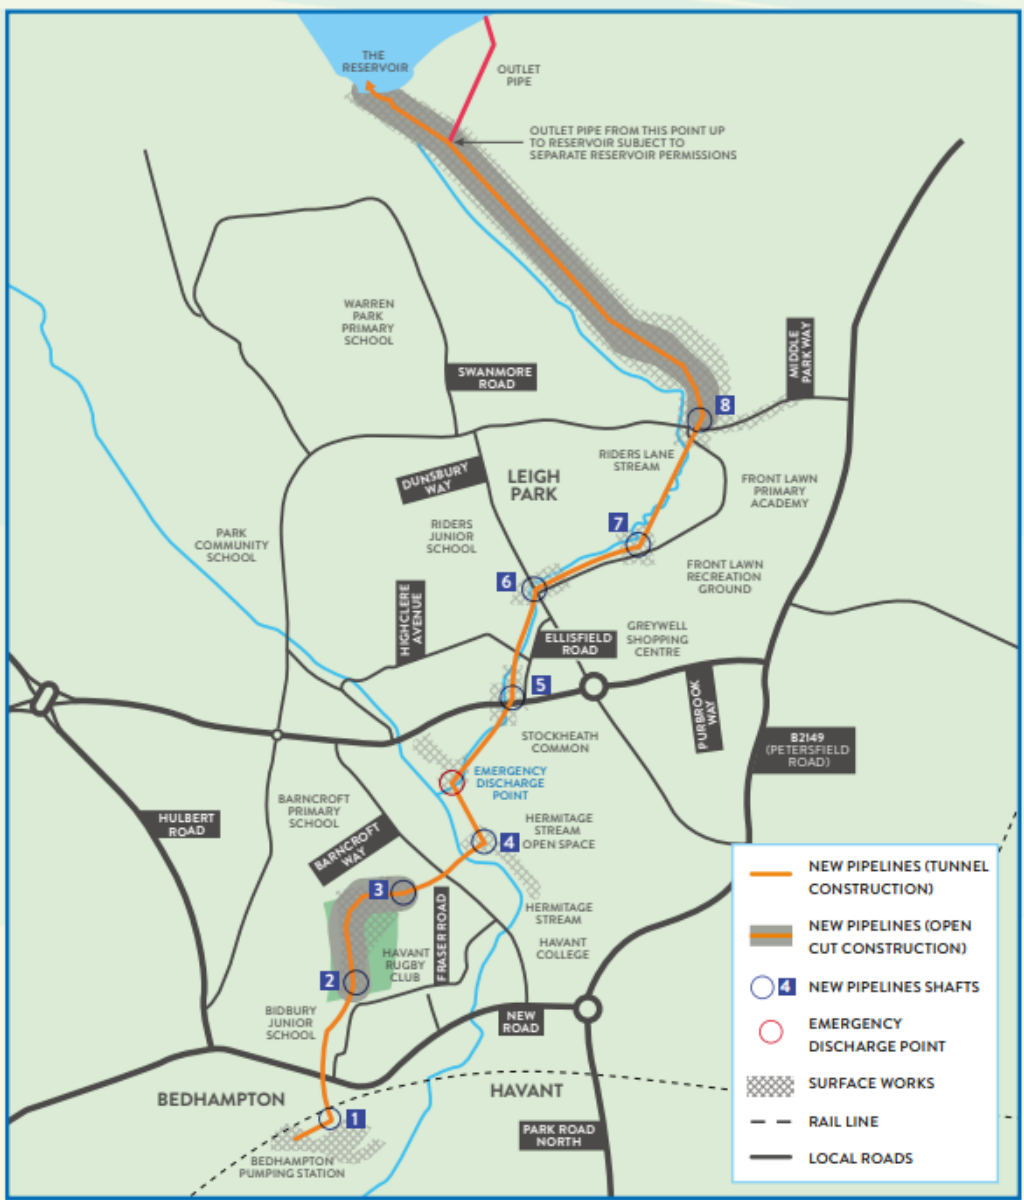 THE
RESERVOIR
OUTLET
PIPE
OUTLET PIPE FROM THIS POINT UP
TO RESERVOIR SUBJECT TO
SEPARATE RESERVOIR PERMISSIONS
WARREN
PARK
PRIMARY
SCHOOL
SWANMORE
ROAD
MIDDLE
PARK WAY
8
DUNSBURY
WAY
LEIGH
PARK
RIDERS LANE
STREAM
FRONT LAWN
PRIMARY
ACADEMY
PARK
COMMUNITY
SCHOOL
RIDERS
JUNIOR
SCHOOL
7
6
FRONT LAWN
RECREATION
GROUND
HIGHCLERE
AVENUE
ELLISFIELD
ROAD
GREYWELL
SHOPPING
CENTRE
5
PURBROOK
WAY
STOCKHEATH
COMMON
B2149
(PETERSFIELD
ROAD)
EMERGENCY
DISCHARGE
POINT
BARNCROFT
PRIMARY
SCHOOL
HULBERT
ROAD
BARNCROFT
WAY
4
HERMITAGE
STREAM
OPEN SPACE
3
FRASER ROAD
HERMITAGE
STREAM
HAVANT
COLLEGE
HAVANT
RUGBY
CLUB
2
BIDBURY
JUNIOR
SCHOOL
NEW
ROAD
BEDHAMPTON
HAVANT
1
PARK ROAD
NORTH
BEDHAMPTON
PUMPING STATION
NEW PIPELINES (TUNNEL
CONSTRUCTION)
NEW PIPELINES (OPEN
CUT CONSTRUCTION)
4 NEW PIPELINES SHAFTS
EMERGENCY
DISCHARGE POINT
SURFACE WORKS
RAIL LINE
LOCAL ROADS